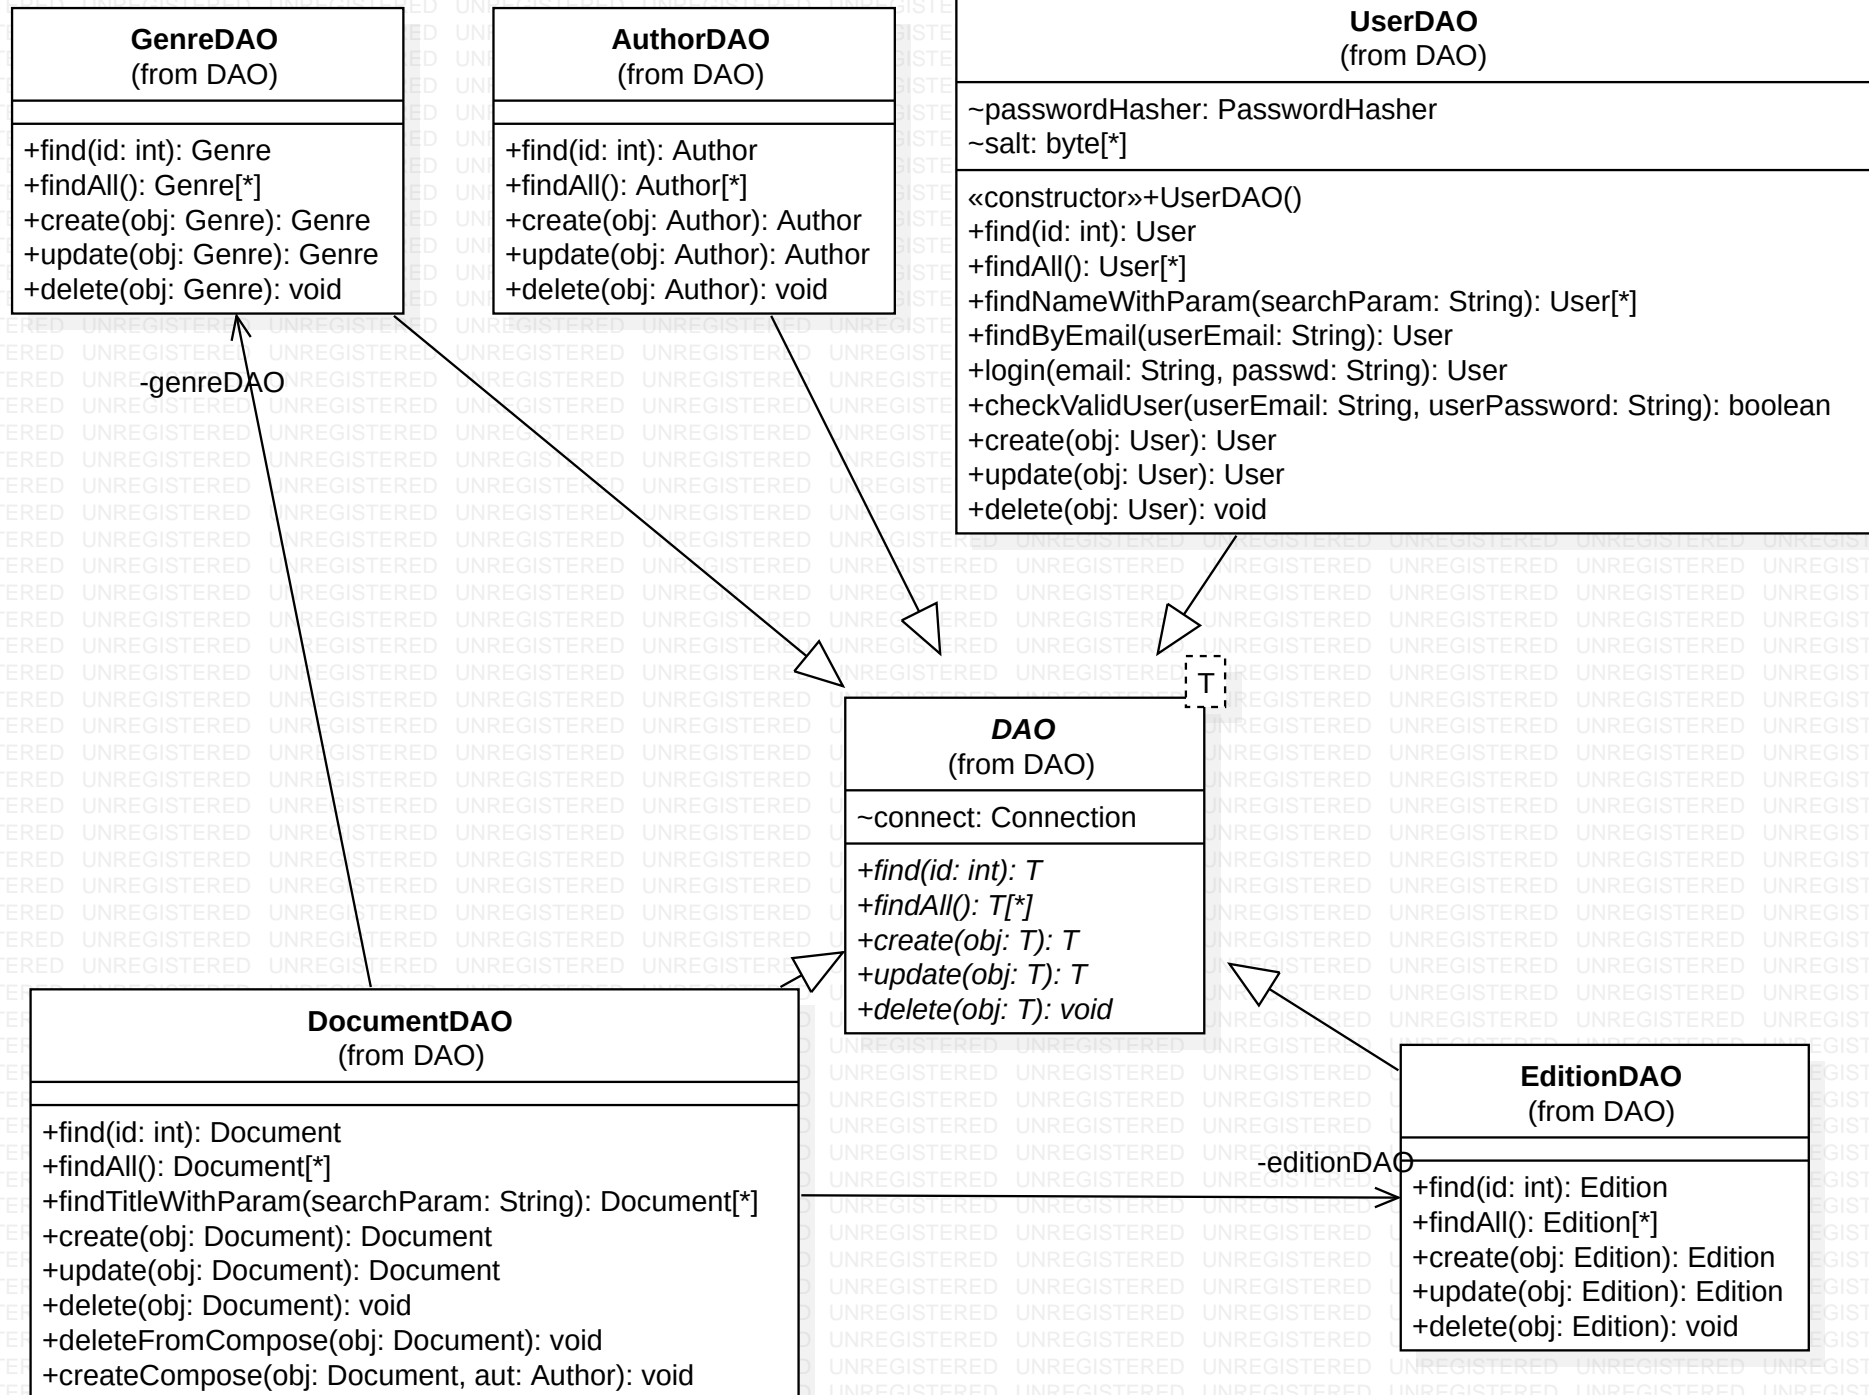 GenreDAO
(from DAO)
+find(id: int): Genre
+findAll(): Genre[*]
+create(obj: Genre): Genre
+update(obj: Genre): Genre
+delete(obj: Genre): void
AuthorDAO
(from DAO)
+find(id: int): Author
+findAll(): Author[*]
+create(obj: Author): Author
+update(obj: Author): Author
+delete(obj: Author): void
UserDAO
(from DAO)
~passwordHasher: PasswordHasher
~salt: byte[*]
«constructor»+UserDAO()
+find(id: int): User
+findAll(): User[*]
+findNameWithParam(searchParam: String): User[*]
+findByEmail(userEmail: String): User
+login(email: String, passwd: String): User
+checkValidUser(userEmail: String, userPassword: String): boolean
+create(obj: User): User
+update(obj: User): User
+delete(obj: User): void
-genreDAO
T
DAO
(from DAO)
~connect: Connection
+find(id: int): T
+findAll(): T[*]
+create(obj: T): T
+update(obj: T): T
+delete(obj: T): void
DocumentDAO
(from DAO)
+find(id: int): Document
+findAll(): Document[*]
+findTitleWithParam(searchParam: String): Document[*]
+create(obj: Document): Document
+update(obj: Document): Document
+delete(obj: Document): void
+deleteFromCompose(obj: Document): void
+createCompose(obj: Document, aut: Author): void
-editionDAO
EditionDAO
(from DAO)
+find(id: int): Edition
+findAll(): Edition[*]
+create(obj: Edition): Edition
+update(obj: Edition): Edition
+delete(obj: Edition): void
UNREGISTERED